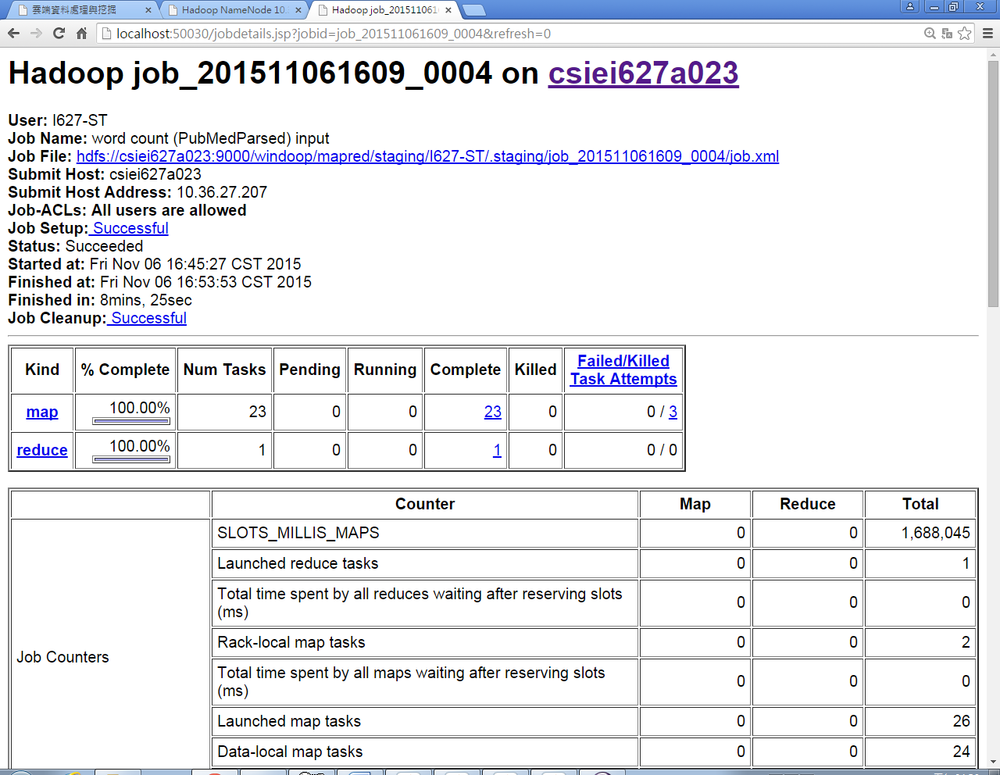 雲端資料處理與挖掘
Hadoop NameNode 10.
Hadoop job_20151106
localhost:50030/jobdetails.jsp?jobid=job_201511061609_0004&refresh=0
Hadoop job_201511061609_0004 on csiei627a023
User: I627-ST
Job Name: word count (PubMedParsed) input
Job File: hdfs://csiei627a023:9000/windoop/mapred/staging/I627-ST/.staging/job_201511061609_0004/job.xml
Submit Host: csiei627a023
Submit Host Address: 10.36.27.207
Job-ACLs: All users are allowed
Job Setup: Successful
Status: Succeeded
Started at: Fri Nov 06 16:45:27 CST 2015
Finished at: Fri Nov 06 16:53:53 CST 2015
Finished in: 8mins, 25sec
Job Cleanup: Successful
Kind % Complete Num Tasks Pending Running Complete Killed Failed/Killed
Task Attempts
map 100.00% 23 0 0 23 0 0 / 3
reduce 100.00% 1 0 0 1 0 0 / 0
Counter Map Reduce Total
Job Counters
SLOTS_MILLIS_MAPS 0 0 1,688,045
Launched reduce tasks 0 0 1
Total time spent by all reduces waiting after reserving slots
(ms) 0 0 0
Rack-local map tasks 0 0 2
Total time spent by all maps waiting after reserving slots
(ms) 0 0 0
Launched map tasks 0 0 26
Data-local map tasks 0 0 24